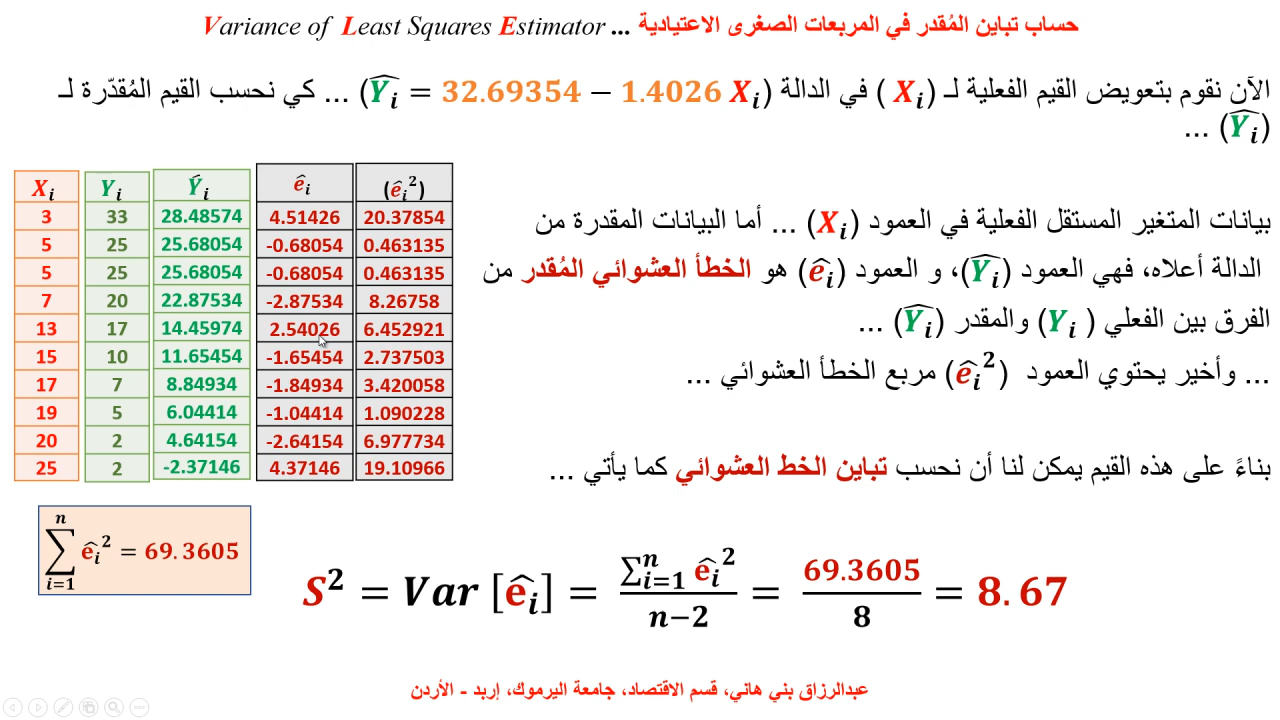 حساب تباين المُقدر في المربعات الصغرى الاعتيادية ... Variance of Least Squares Estimator
الآن نقوم بتعويض القيم الفعلية لـ (Xᵢ ) في الدالة (Ŷᵢ = 32.69354 − 1.4026 Xᵢ) ... كي نحسب القيم المُقدّرة لـ
(Ŷᵢ) ...
Xᵢ Yᵢ Ŷᵢ êᵢ (êᵢ²)
3 33 28.48574 4.51426 20.37854
5 25 25.68054 -0.68054 0.463135
5 25 25.68054 -0.68054 0.463135
7 20 22.87534 -2.87534 8.26758
13 17 14.45974 2.54026 6.452921
15 10 11.65454 -1.65454 2.737503
17 7 8.84934 -1.84934 3.420058
19 5 6.04414 -1.04414 1.090228
20 2 4.64154 -2.64154 6.977734
25 2 -2.37146 4.37146 19.10966
بيانات المتغير المستقل الفعلية في العمود (Xᵢ) ... أما البيانات المقدرة من
الدالة أعلاه، فهي العمود (Ŷᵢ)، و العمود (êᵢ) هو الخطأ العشوائي المُقدر من
الفرق بين الفعلي (Yᵢ ) والمقدر (Ŷᵢ) ...
... وأخير يحتوي العمود (êᵢ²) مربع الخطأ العشوائي ...
بناءً على هذه القيم يمكن لنا أن نحسب تباين الخط العشوائي كما يأتي ...
∑ⁿᵢ₌₁ êᵢ² = 69.3605
S² = Var [êᵢ] = ∑ⁿᵢ₌₁ êᵢ² / n−2 = 69.3605 / 8 = 8.67
عبدالرزاق بني هاني، قسم الاقتصاد، جامعة اليرموك، إربد - الأردن